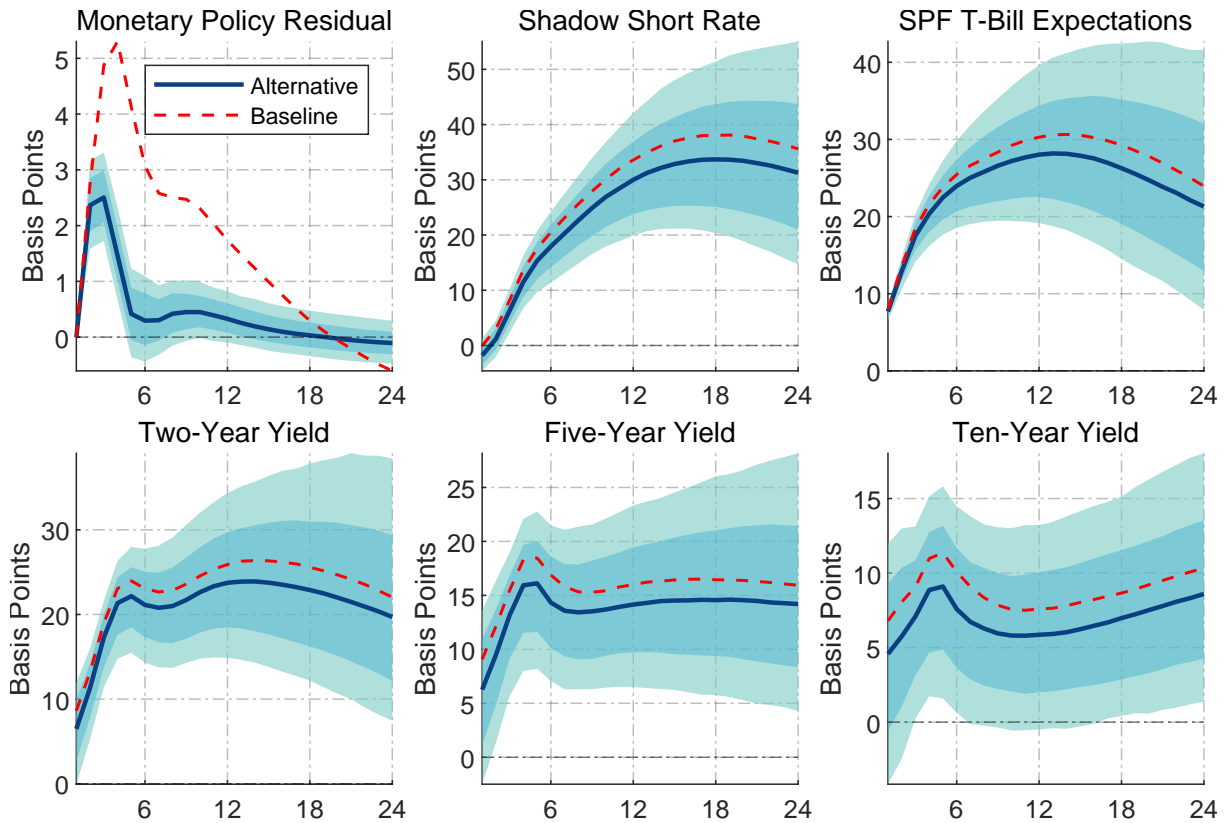 Monetary Policy Residual
Basis Points
5
4
3
2
1
0
6 12 18 24
Alternative
Baseline
Shadow Short Rate
Basis Points
50
40
30
20
10
0
6 12 18 24
SPF T-Bill Expectations
Basis Points
40
30
20
10
0
6 12 18 24
Two-Year Yield
Basis Points
30
20
10
0
6 12 18 24
Five-Year Yield
Basis Points
25
20
15
10
5
0
6 12 18 24
Ten-Year Yield
Basis Points
15
10
5
0
6 12 18 24